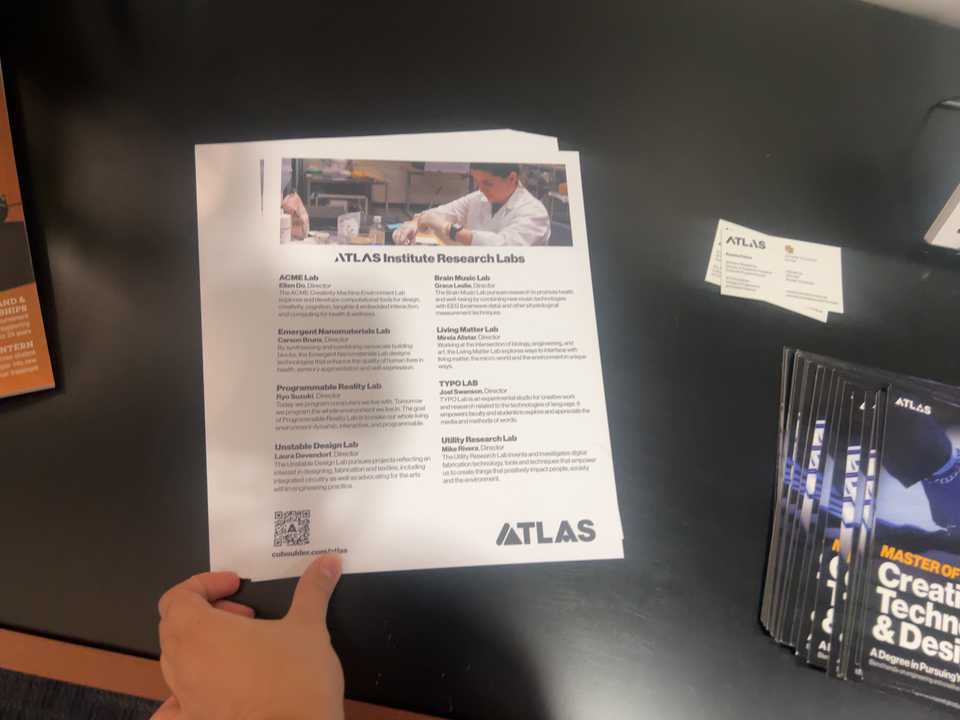 ATLAS Institute Research Labs
ACME Lab
Ellen Do, Director
The ACME Creativity Machine Environment Lab
explores and develops computational tools for design,
creativity, cognition, tangible & embedded interaction,
and computing for health & wellness.
Emergent Nanomaterials Lab
Carson Bruns, Director
By synthesizing and combining nanoscale building
blocks, the Emergent Nanomaterials Lab designs
technologies that enhance the quality of human lives in
health, sensory augmentation and self-expression.
Programmable Reality Lab
Ryo Suzuki, Director
Today we program computers we live with. Tomorrow
we program the whole environment we live in. The goal
of Programmable Reality Lab is to make our whole living
environment dynamic, interactive, and programmable.
Unstable Design Lab
Laura Devendorf, Director
The Unstable Design Lab pursues projects reflecting an
interest in designing, fabrication and textiles, including
integrated circuitry as well as advocating for the arts
within engineering practice.
Brain Music Lab
Grace Leslie, Director
The Brain Music Lab pursues research to promote health
and well-being by combining new music technologies
with EEG (brainwave data) and other physiological
measurement techniques.
Living Matter Lab
Mirela Alistar, Director
Working at the intersection of biology, engineering, and
art, the Living Matter Lab explores ways to interface with
living matter, the micro world and the environment in unique
ways.
TYPO LAB
Joel Swanson, Director
TYPO Lab is an experimental studio for creative work
and research related to the technologies of language. It
empowers faculty and students to explore and appreciate the
media and methods of words.
Utility Research Lab
Mike Rivera, Director
The Utility Research Lab invents and investigates digital
fabrication technology, tools and techniques that empower
us to create things that positively impact people, society
and the environment.
colorado.edu/atlas
ATLAS
ATLAS
ATLAS
MASTER OF
Creati
Techn
& Desi
A Degree in Pursuing Y
AND &
SHIPS
NTERN